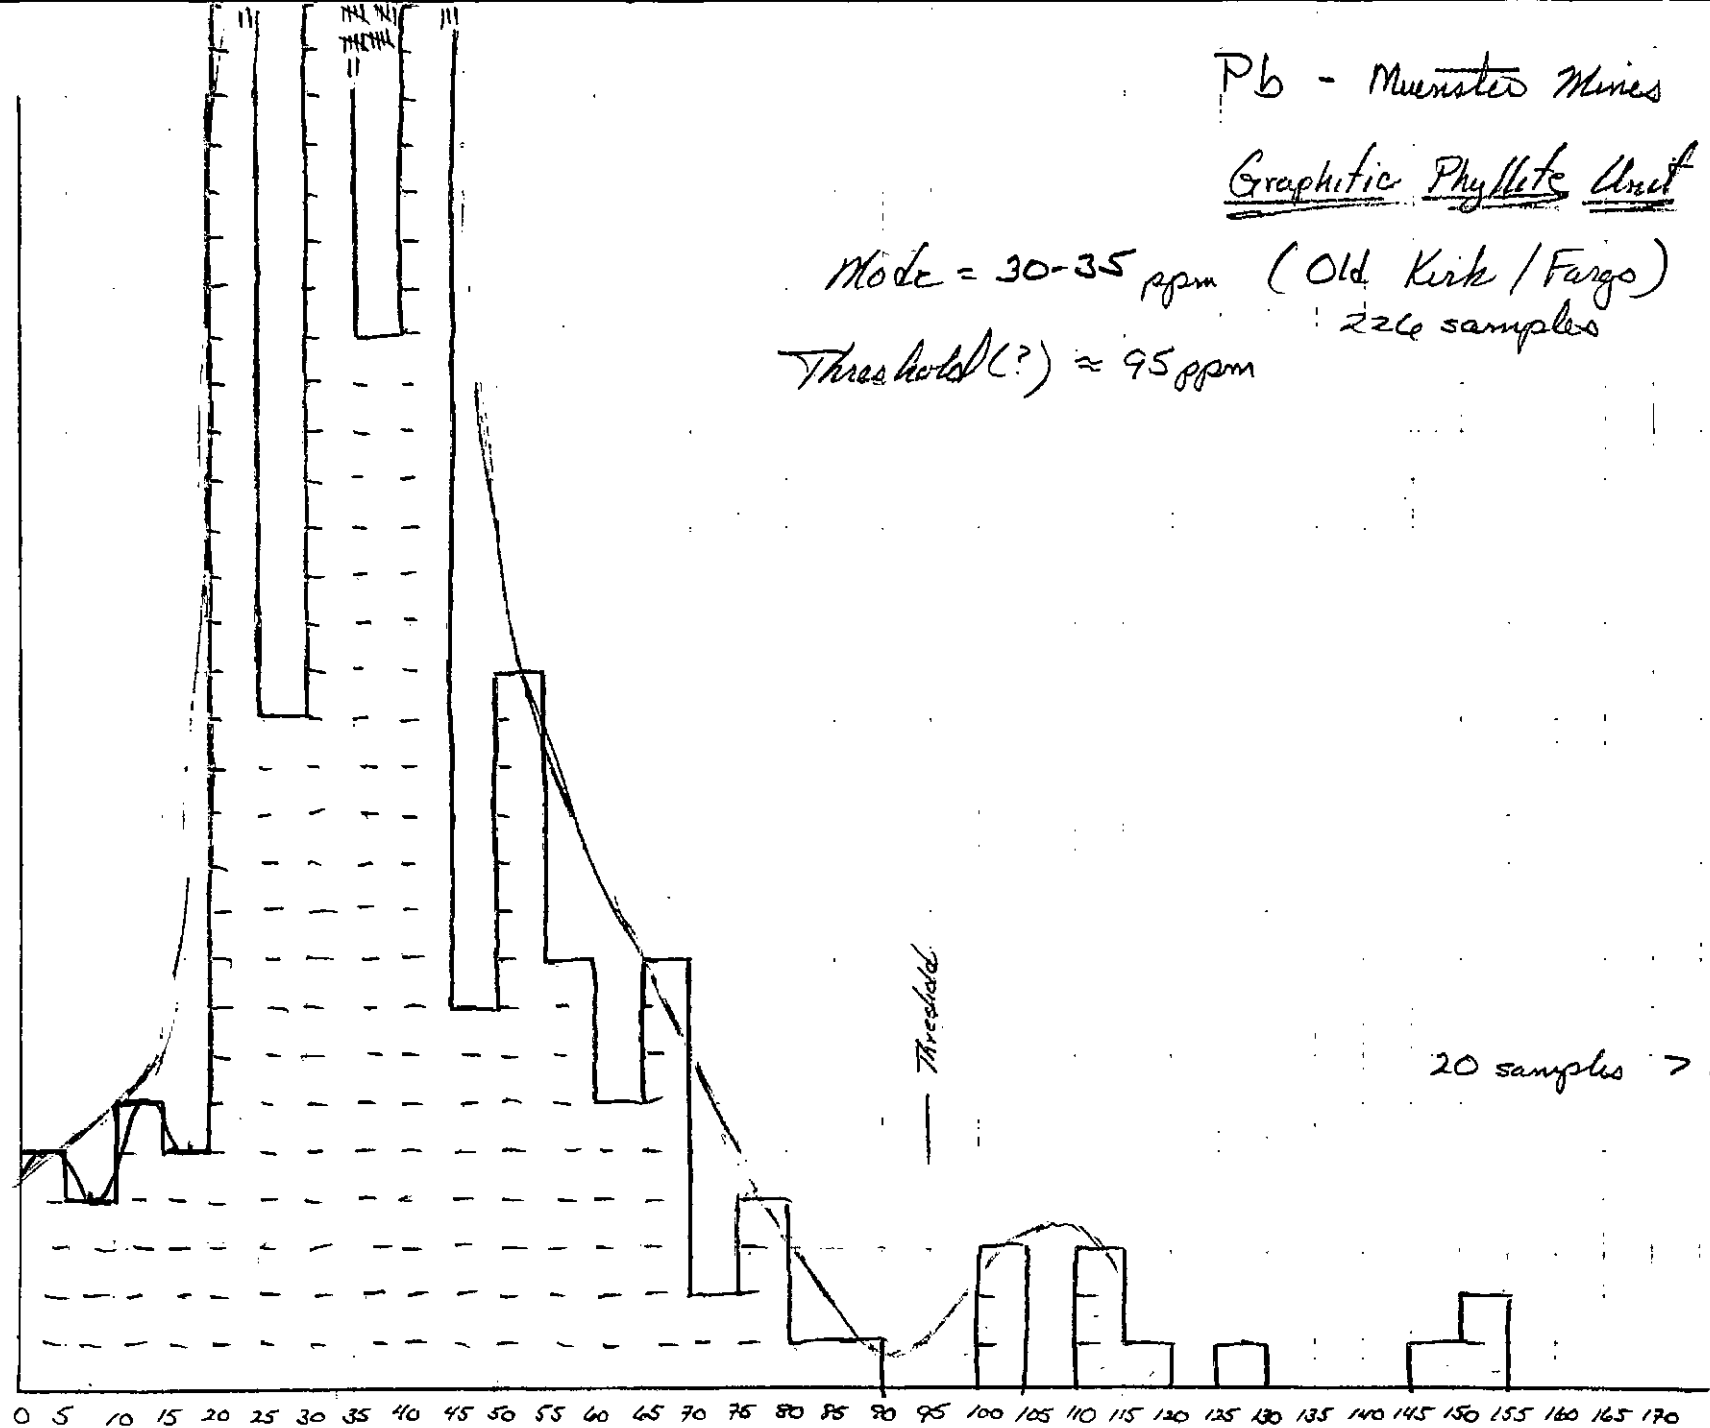 Pb - Muenster Mines
Graphitic Phyllite Unit
Mode = 30-35 ppm (Old Kirk / Fargo)
226 samples
Threshold(?) ≈ 95 ppm
Threshold
20 samples >
0 5 10 15 20 25 30 35 40 45 50 55 60 65 70 75 80 85 90 95 100 105 110 115 120 125 130 135 140 145 150 155 160 165 170